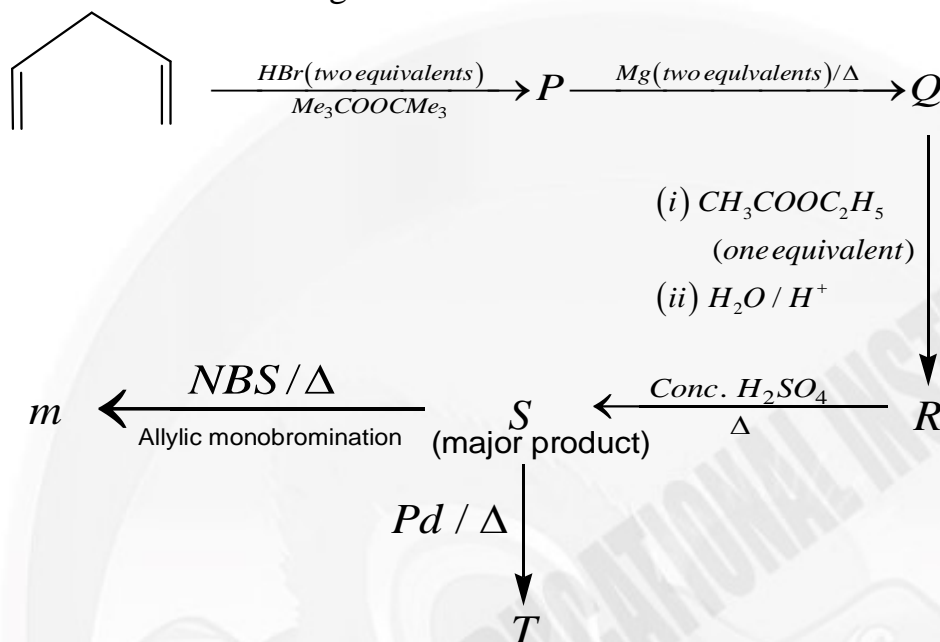 HBr(two equivalents)
Me₃COOCMe₃
P
Mg(two equlvalents)/Δ
Q
(i) CH₃COOC₂H₅
(one equivalent)
(ii) H₂O / H⁺
m
NBS / Δ
Allylic monobromination
S
(major product)
Conc. H₂SO₄
Δ
R
Pd / Δ
T